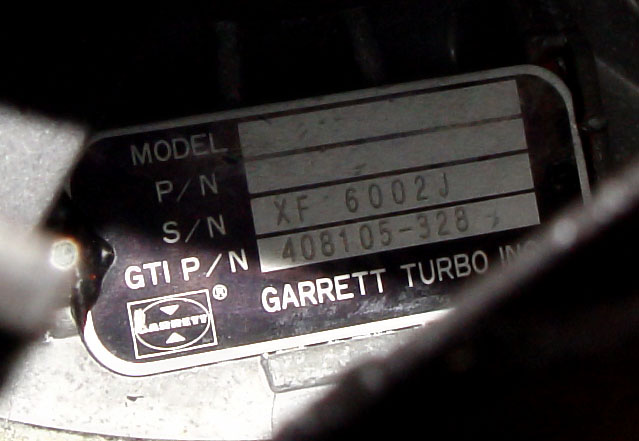 MODEL
P/N
S/N XF 6002J
GTI P/N 408105-328
GARRETT TURBO INC
GARRETT ®